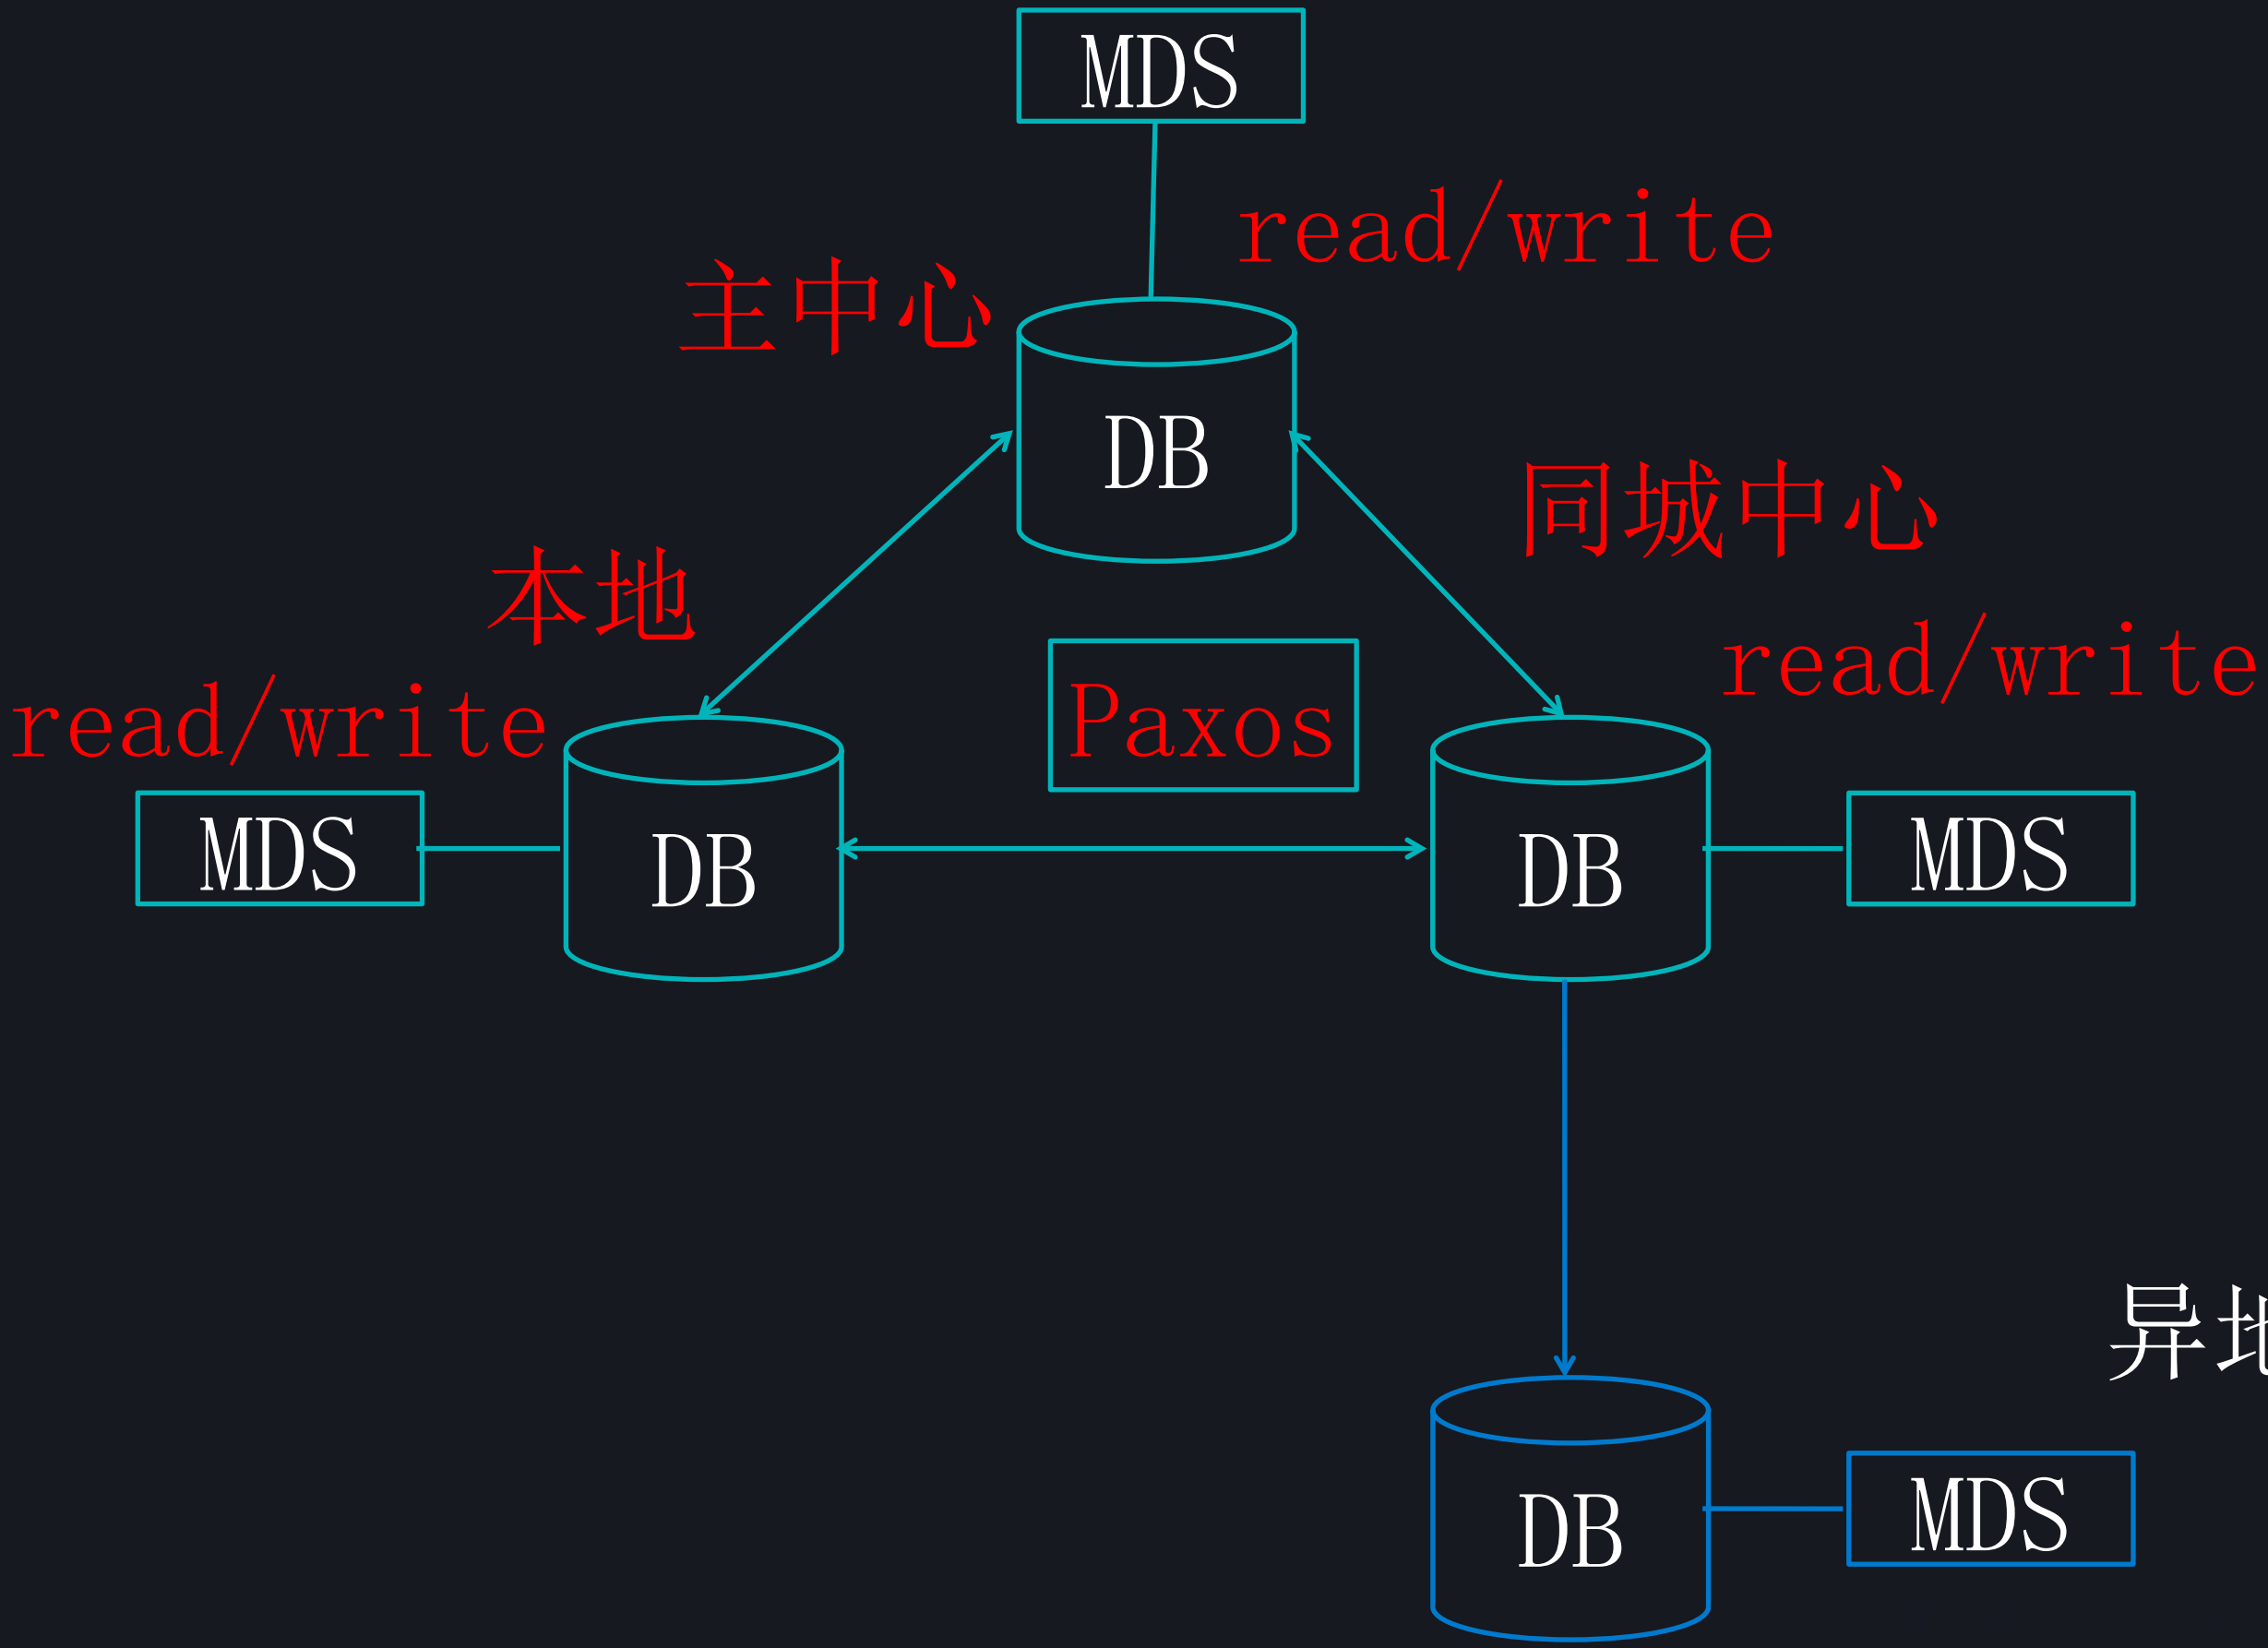 MDS
read/write
主中心
DB
同城中心
本地
read/write
read/write
Paxos
MDS
DB
DB
MDS
异
MDS
DB